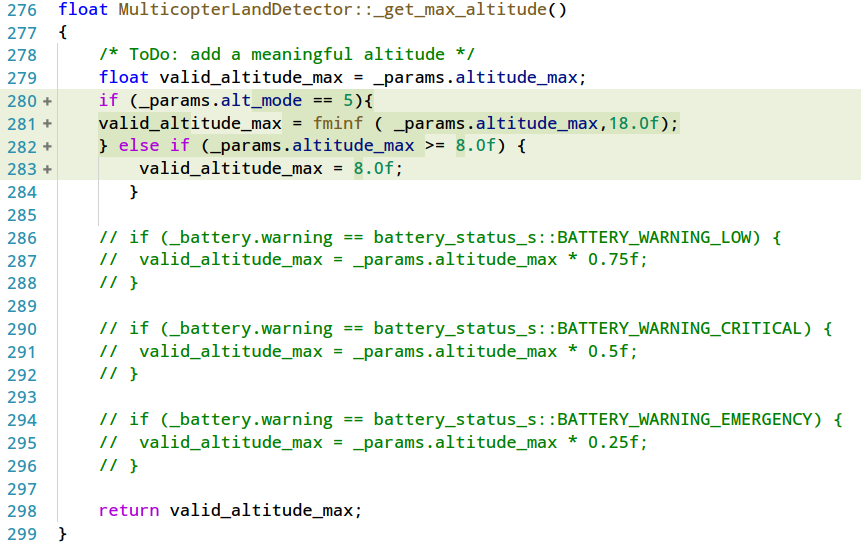 276 float MulticopterLandDetector::_get_max_altitude()
277 {
278 /* ToDo: add a meaningful altitude */
279 float valid_altitude_max = _params.altitude_max;
280 + if (_params.alt_mode == 5){
281 + valid_altitude_max = fminf ( _params.altitude_max,18.0f);
282 + } else if (_params.altitude_max >= 8.0f) {
283 + valid_altitude_max = 8.0f;
284 }
285
286 // if (_battery.warning == battery_status_s::BATTERY_WARNING_LOW) {
287 // valid_altitude_max = _params.altitude_max * 0.75f;
288 // }
289
290 // if (_battery.warning == battery_status_s::BATTERY_WARNING_CRITICAL) {
291 // valid_altitude_max = _params.altitude_max * 0.5f;
292 // }
293
294 // if (_battery.warning == battery_status_s::BATTERY_WARNING_EMERGENCY) {
295 // valid_altitude_max = _params.altitude_max * 0.25f;
296 // }
297
298 return valid_altitude_max;
299 }